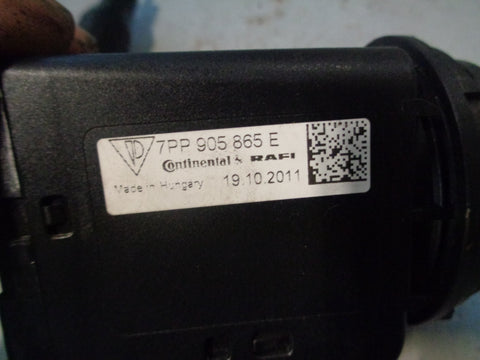 7PP 905 865 E
Continental & RAFI
Made in Hungary 19.10.2011